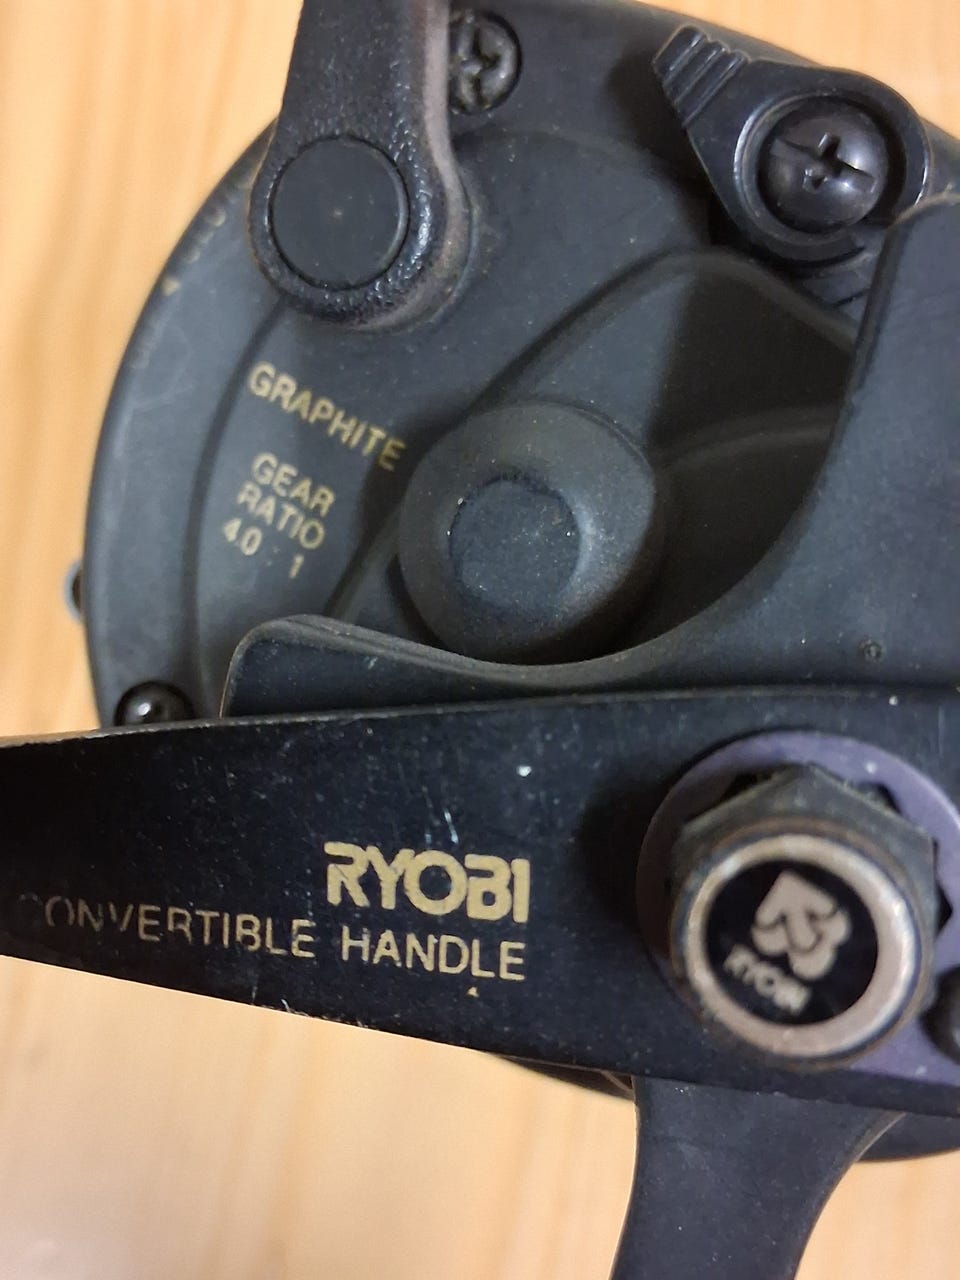 GRAPHITE
GEAR
RATIO
4.0 : 1
RYOBI
CONVERTIBLE HANDLE
RYOBI